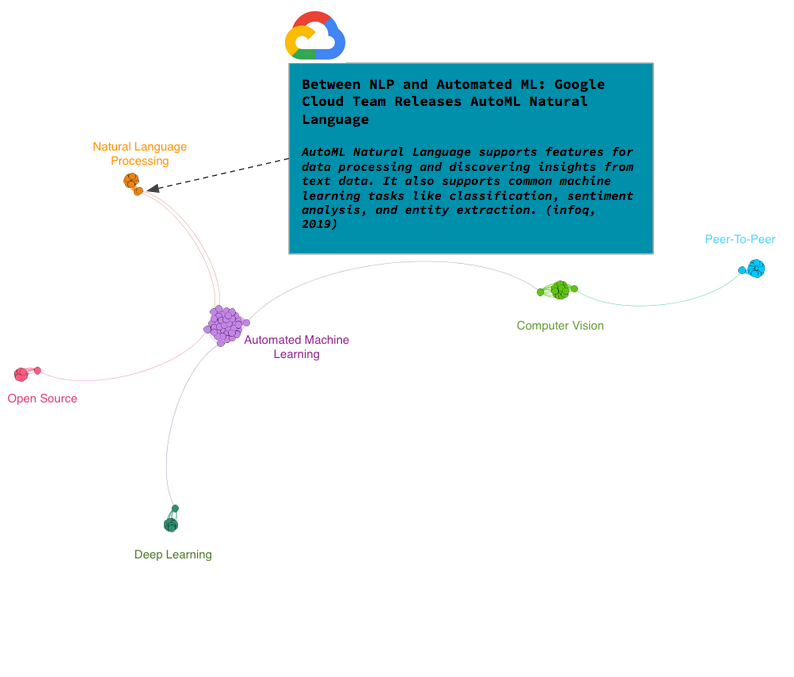 Between NLP and Automated ML: Google
Cloud Team Releases AutoML Natural
Language
AutoML Natural Language supports features for
data processing and discovering insights from
text data. It also supports common machine
learning tasks like classification, sentiment
analysis, and entity extraction. (infoq,
2019)
Natural Language
Processing
Peer-To-Peer
Computer Vision
Automated Machine
Learning
Open Source
Deep Learning